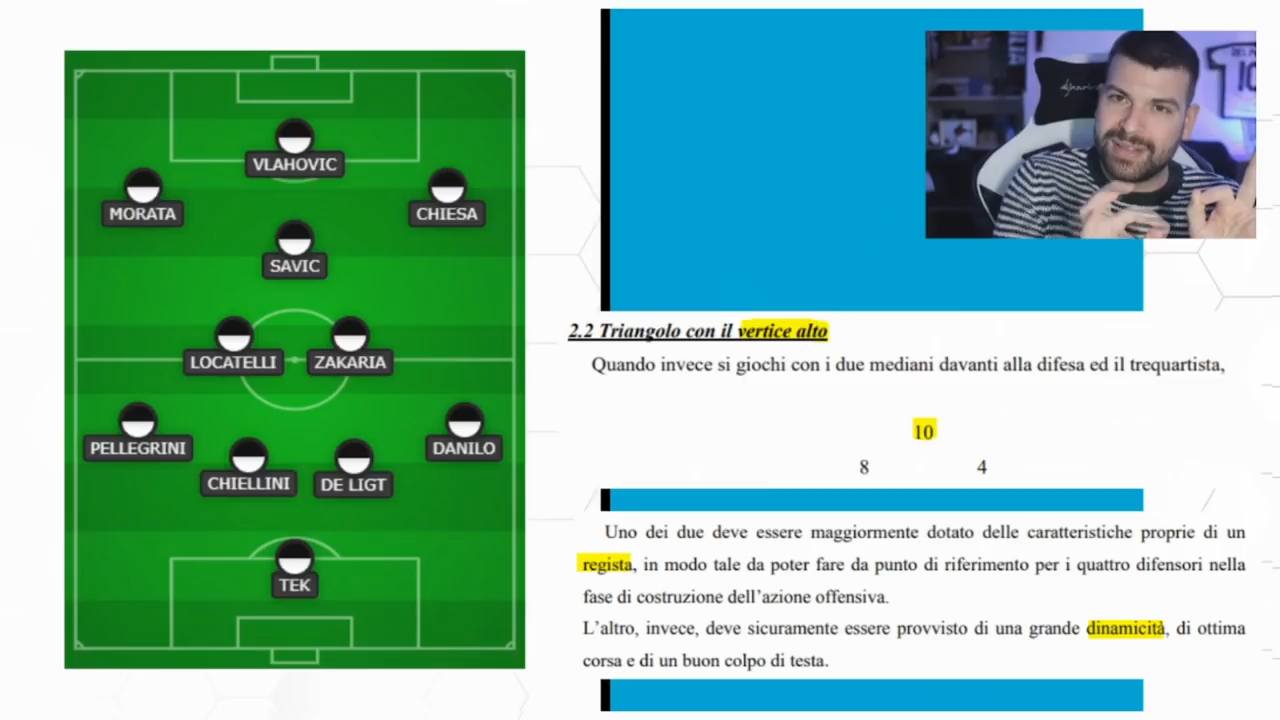 VLAHOVIC
MORATA
CHIESA
SAVIC
LOCATELLI
ZAKARIA
PELLEGRINI
DANILO
CHIELLINI
DE LIGT
TEK
10
2.2 Triangolo con il vertice alto
Quando invece si giochi con i due mediani davanti alla difesa ed il trequartista,
10
8 4
Uno dei due deve essere maggiormente dotato delle caratteristiche proprie di un
regista, in modo tale da poter fare da punto di riferimento per i quattro difensori nella
fase di costruzione dell'azione offensiva.
L'altro, invece, deve sicuramente essere provvisto di una grande dinamicità, di ottima
corsa e di un buon colpo di testa.